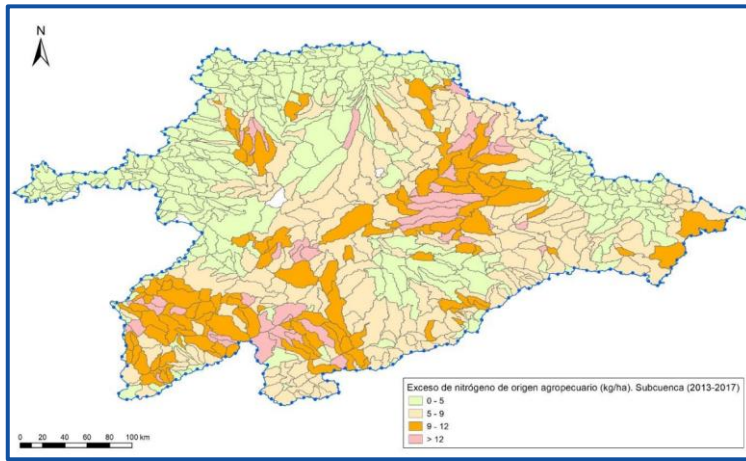 N
Exceso de nitrógeno de origen agropecuario (kg/ha). Subcuenca (2013-2017)
0 - 5
5 - 9
9 - 12
> 12
0 10 20 40 60 80 100 km